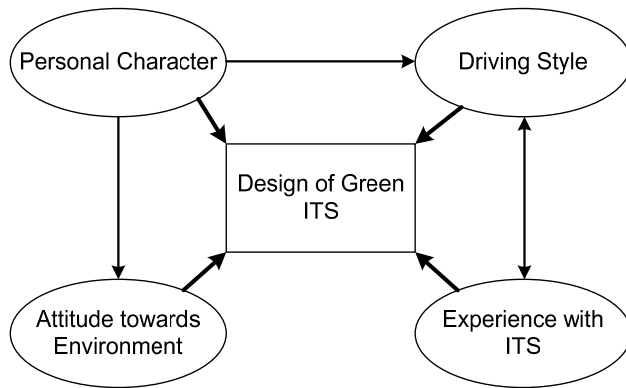 Personal Character
Driving Style
Design of Green
ITS
Attitude towards
Environment
Experience with
ITS